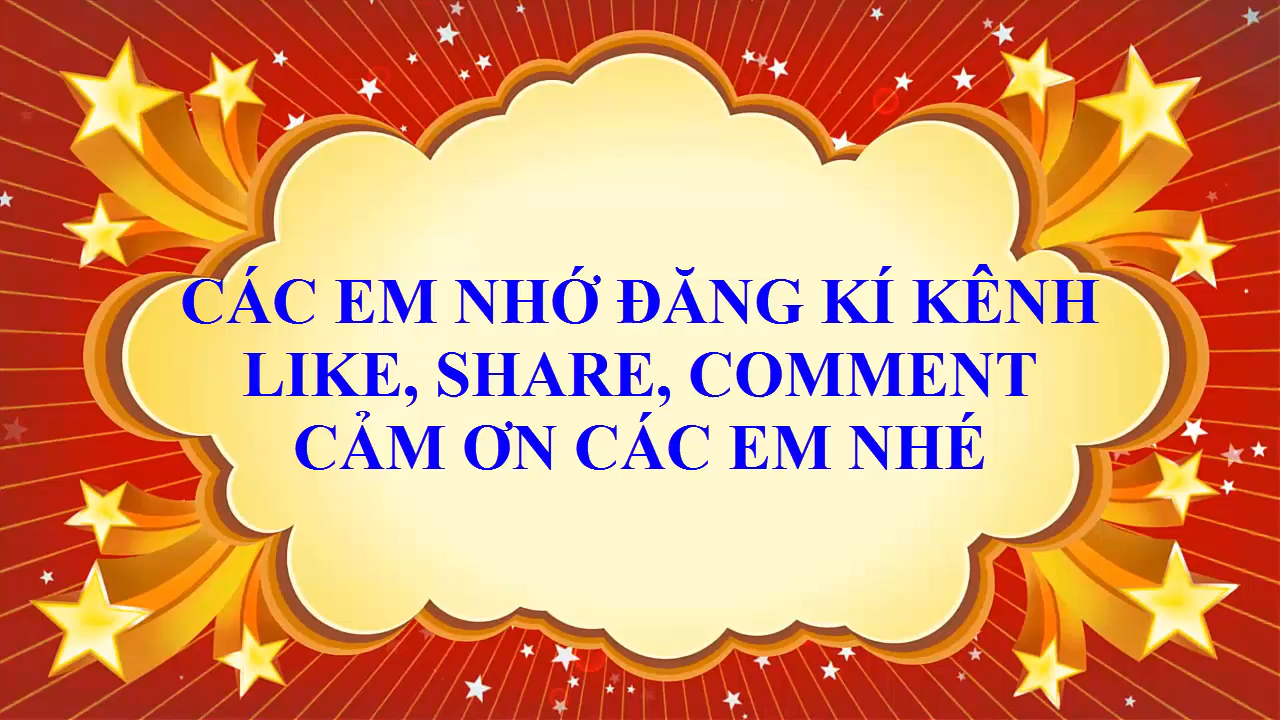 CÁC EM NHỚ ĐĂNG KÍ KÊNH
LIKE, SHARE, COMMENT
CẢM ƠN CÁC EM NHÉ